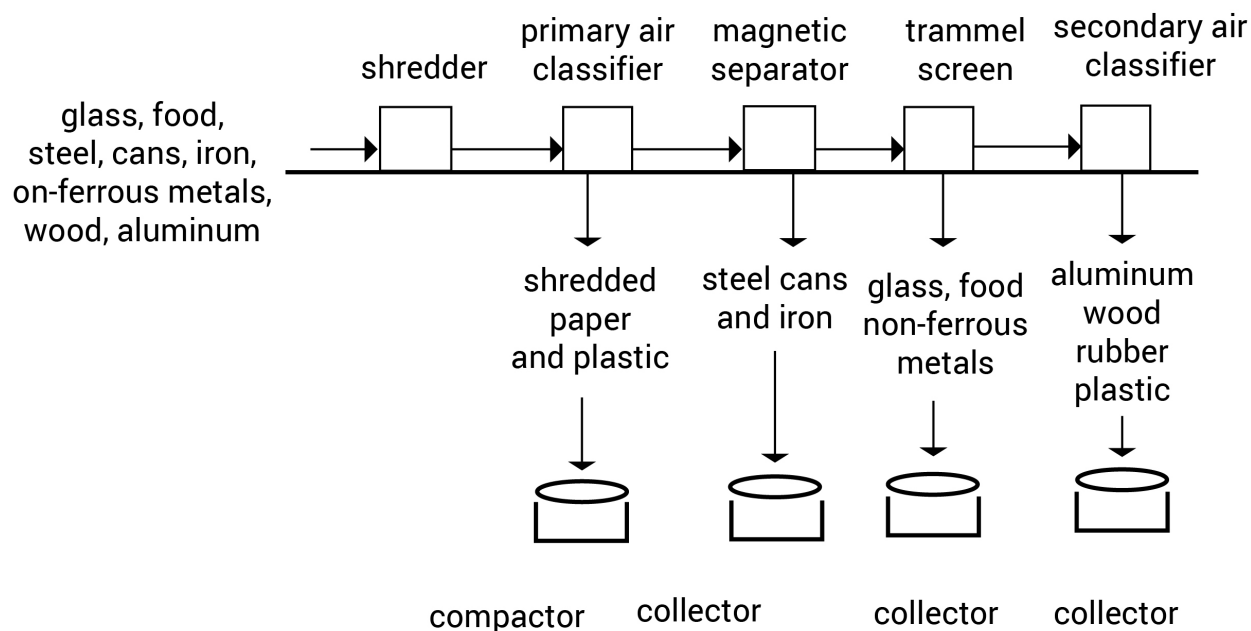 glass, food,
steel, cans, iron,
on-ferrous metals,
wood, aluminum
shredder
primary air
classifier
magnetic
separator
trammel
screen
secondary air
classifier
shredded
paper
and plastic
steel cans
and iron
glass, food
non-ferrous
metals
aluminum
wood
rubber
plastic
compactor
collector
collector
collector